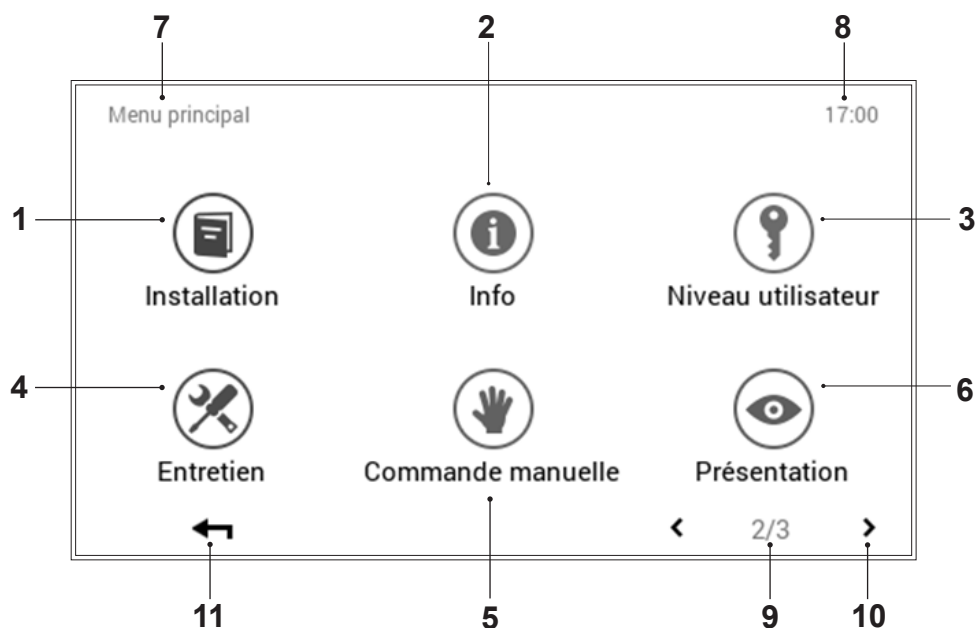 7 2 8
Menu principal 17:00
1 3
Installation Info Niveau utilisateur
4 6
Entretien Commande manuelle Présentation
2/3
11 5 9 10